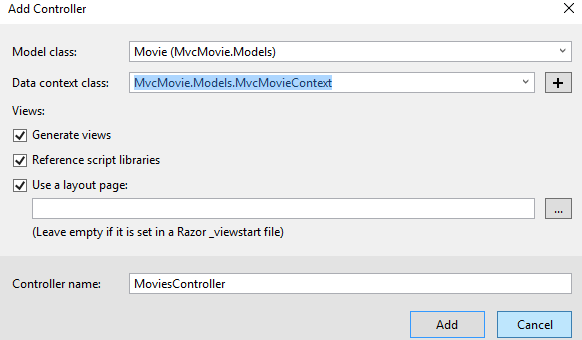 Add Controller
Model class: Movie (MvcMovie.Models)
Data context class: MvcMovie.Models.MvcMovieContext +
Views:
Generate views
Reference script libraries
Use a layout page:
...
(Leave empty if it is set in a Razor _viewstart file)
Controller name: MoviesController
Add Cancel